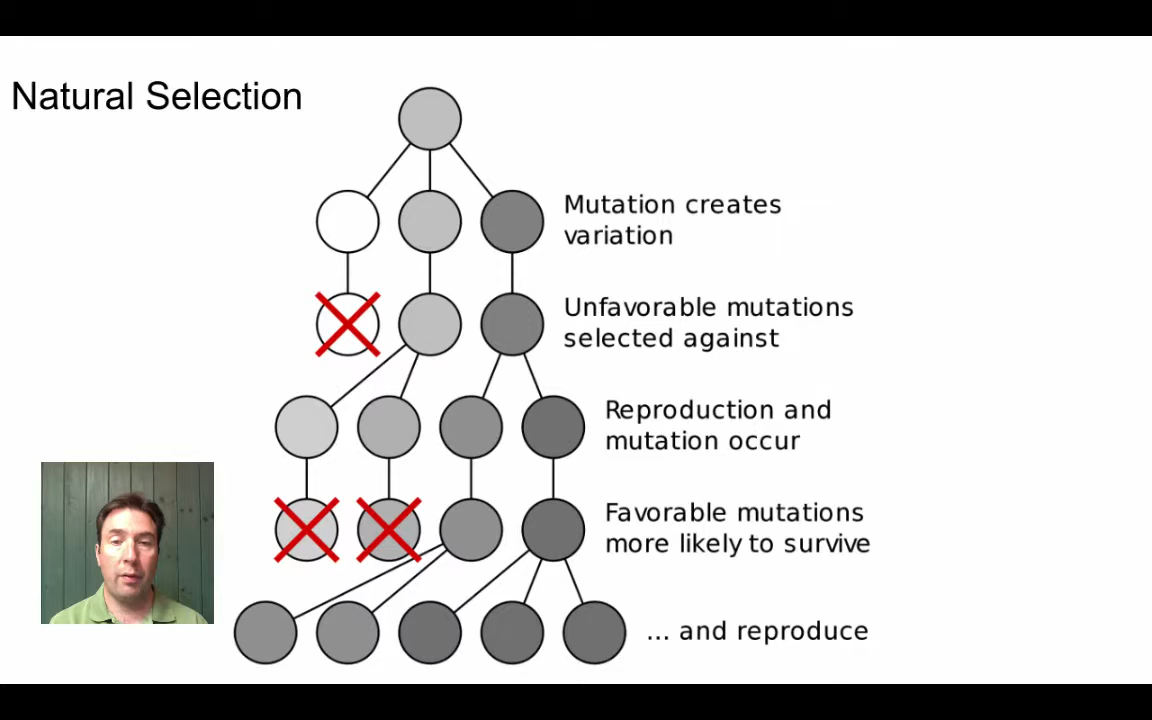 Natural Selection
Mutation creates
variation
Unfavorable mutations
selected against
Reproduction and
mutation occur
Favorable mutations
more likely to survive
... and reproduce